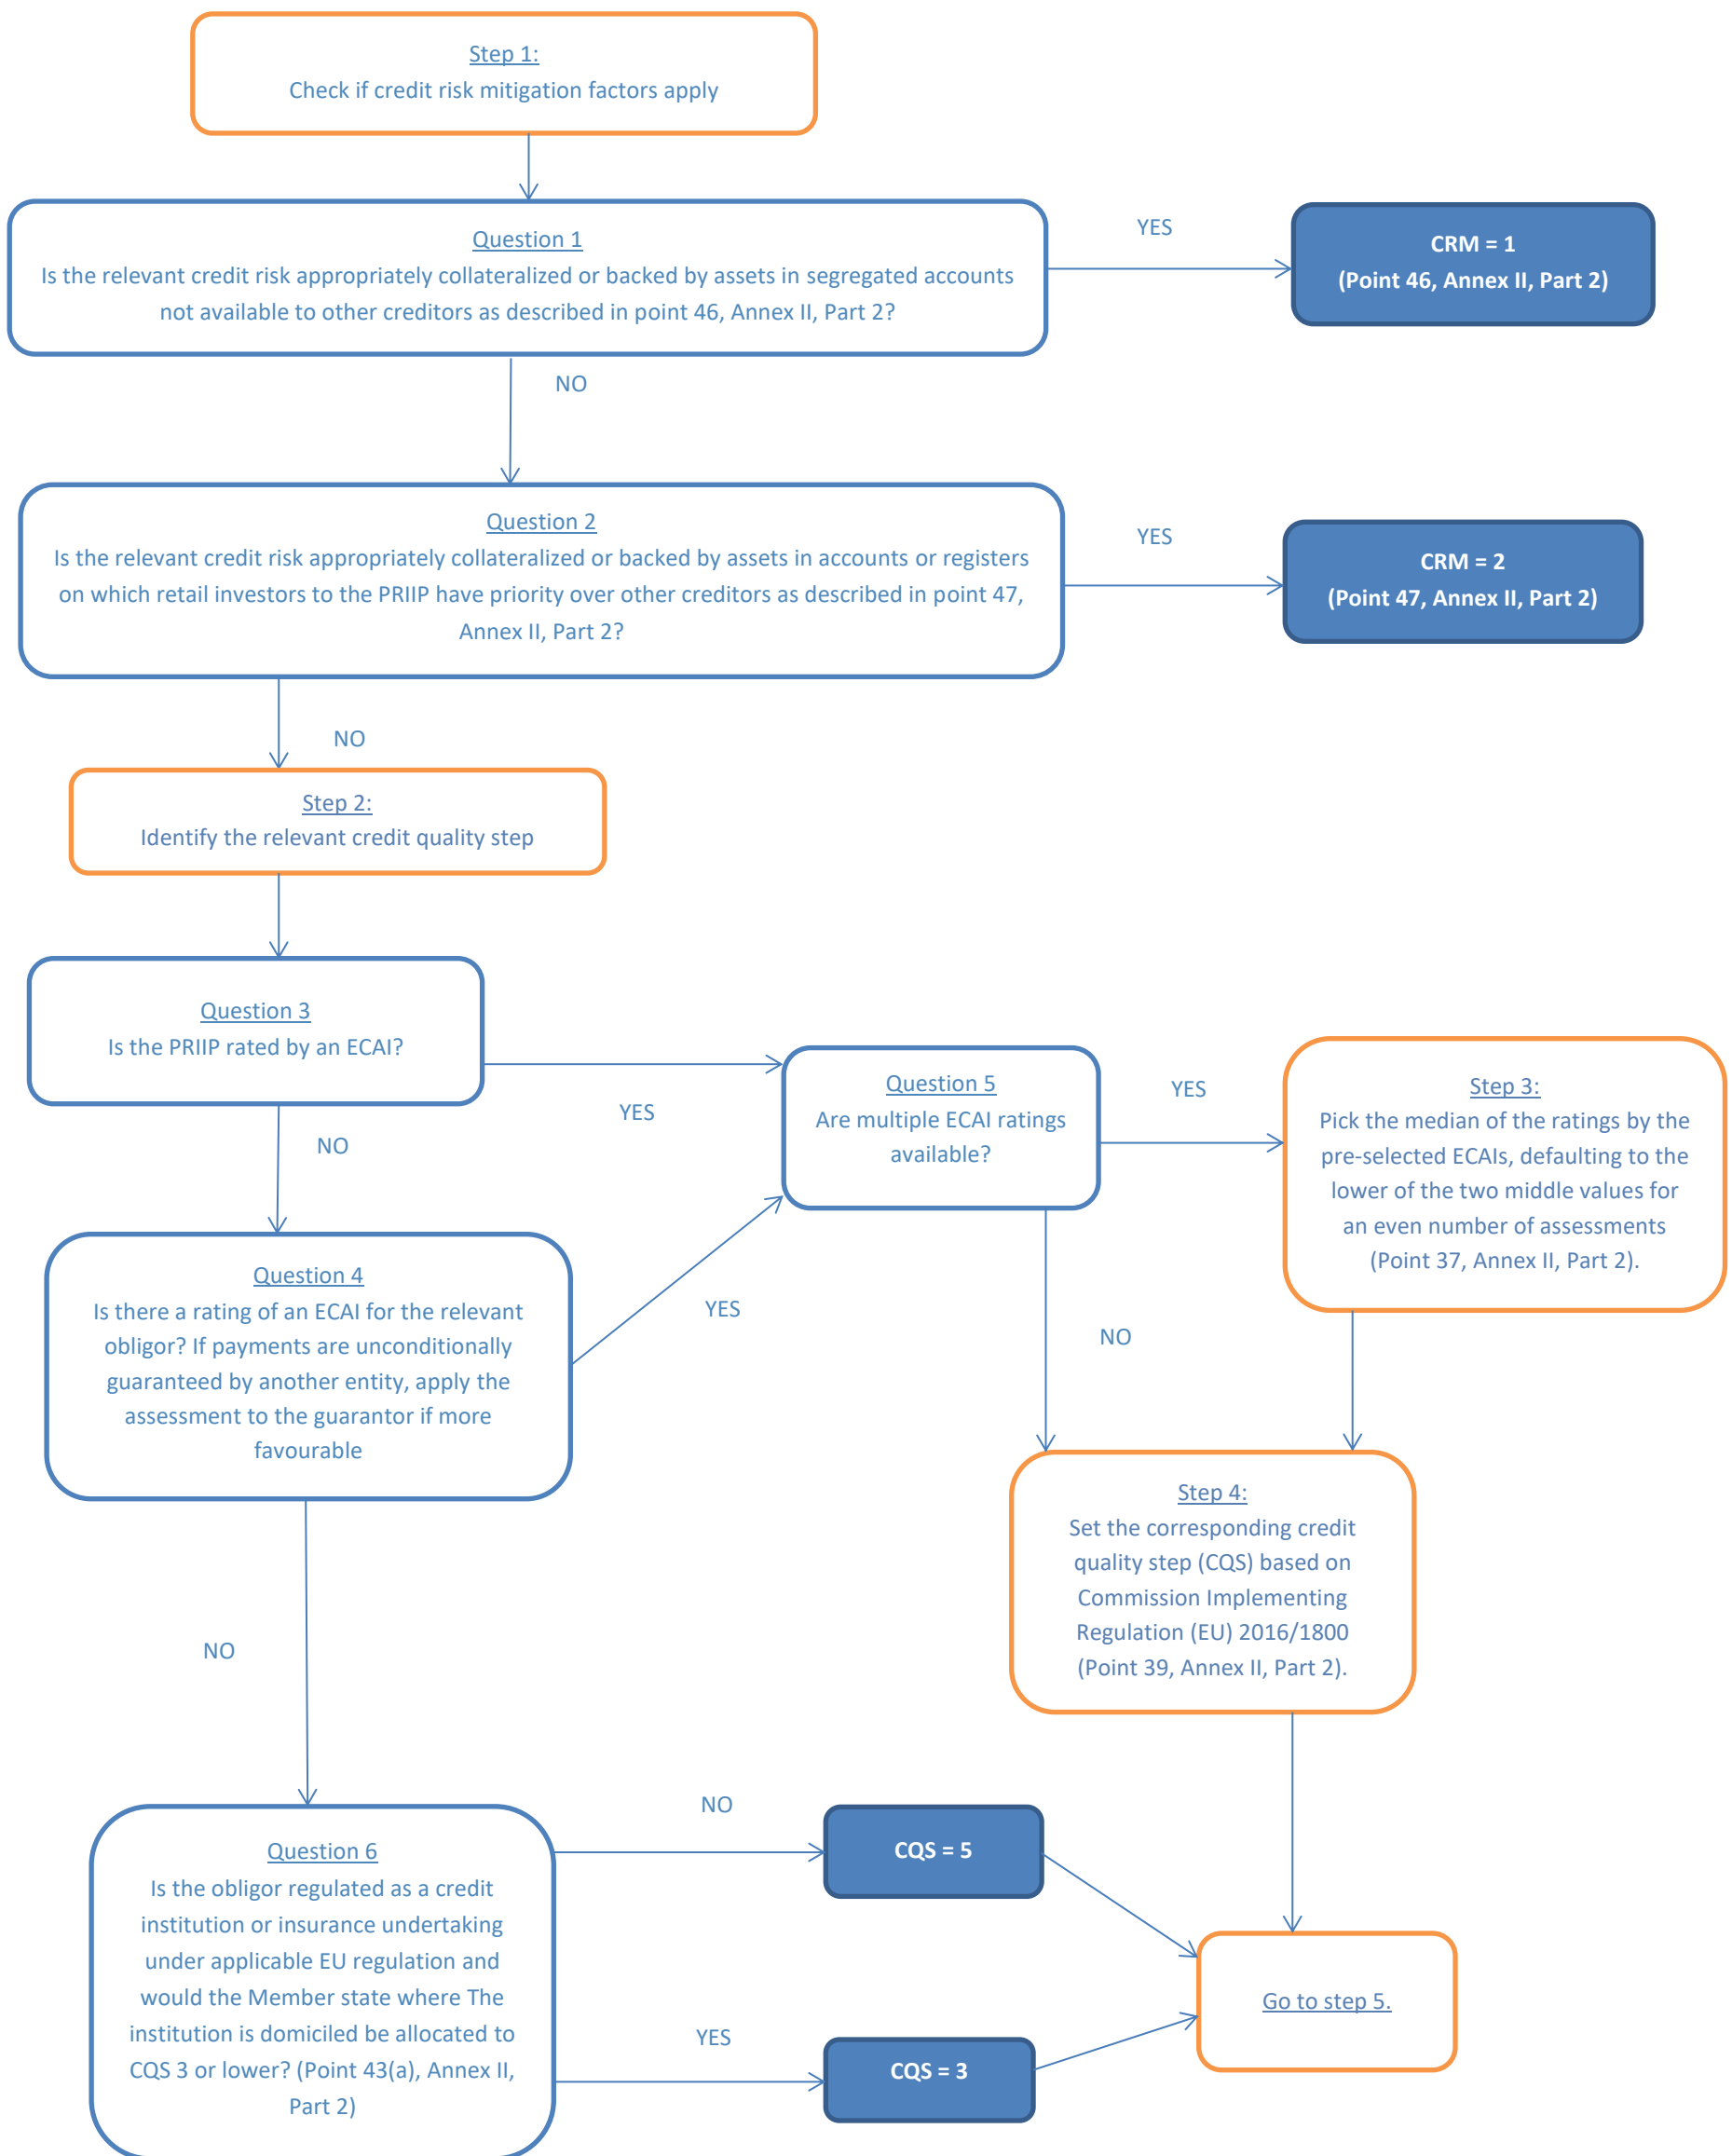 Step 1:
Check if credit risk mitigation factors apply
Question 1
Is the relevant credit risk appropriately collateralized or backed by assets in segregated accounts
not available to other creditors as described in point 46, Annex II, Part 2?
YES
CRM = 1
(Point 46, Annex II, Part 2)
NO
Question 2
Is the relevant credit risk appropriately collateralized or backed by assets in accounts or registers
on which retail investors to the PRIIP have priority over other creditors as described in point 47,
Annex II, Part 2?
YES
CRM = 2
(Point 47, Annex II, Part 2)
NO
Step 2:
Identify the relevant credit quality step
Question 3
Is the PRIIP rated by an ECAI?
YES
NO
Question 5
Are multiple ECAI ratings
available?
YES
Step 3:
Pick the median of the ratings by the
pre-selected ECAIs, defaulting to the
lower of the two middle values for
an even number of assessments
(Point 37, Annex II, Part 2).
Question 4
Is there a rating of an ECAI for the relevant
obligor? If payments are unconditionally
guaranteed by another entity, apply the
assessment to the guarantor if more
favourable
YES
NO
Step 4:
Set the corresponding credit
quality step (CQS) based on
Commission Implementing
Regulation (EU) 2016/1800
(Point 39, Annex II, Part 2).
NO
Question 6
Is the obligor regulated as a credit
institution or insurance undertaking
under applicable EU regulation and
would the Member state where The
institution is domiciled be allocated to
CQS 3 or lower? (Point 43(a), Annex II,
Part 2)
NO
CQS = 5
YES
CQS = 3
Go to step 5.